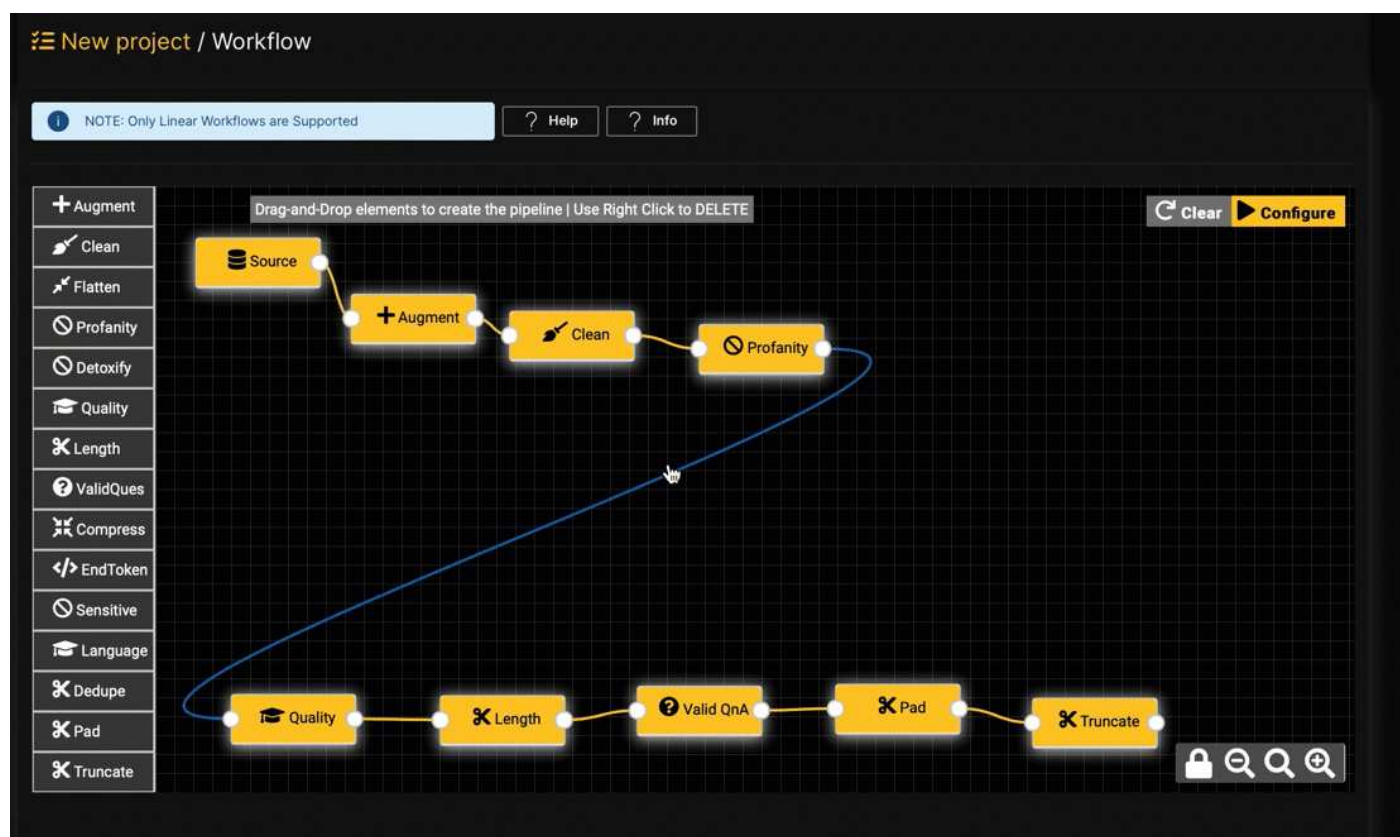 New project / Workflow
NOTE: Only Linear Workflows are Supported
? Help
? Info
Augment
Clean
Flatten
Profanity
Detoxify
Quality
Length
ValidQues
Compress
EndToken
Sensitive
Language
Dedupe
Pad
Truncate
Drag-and-Drop elements to create the pipeline | Use Right Click to DELETE
Clear
Configure
Source
Augment
Clean
Profanity
Quality
Length
Valid QnA
Pad
Truncate